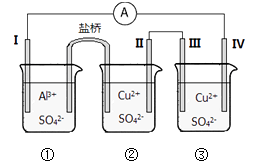 A
盐桥
I II III IV
Al³⁺ Cu²⁺ Cu²⁺
SO₄²⁻ SO₄²⁻ SO₄²⁻
① ② ③